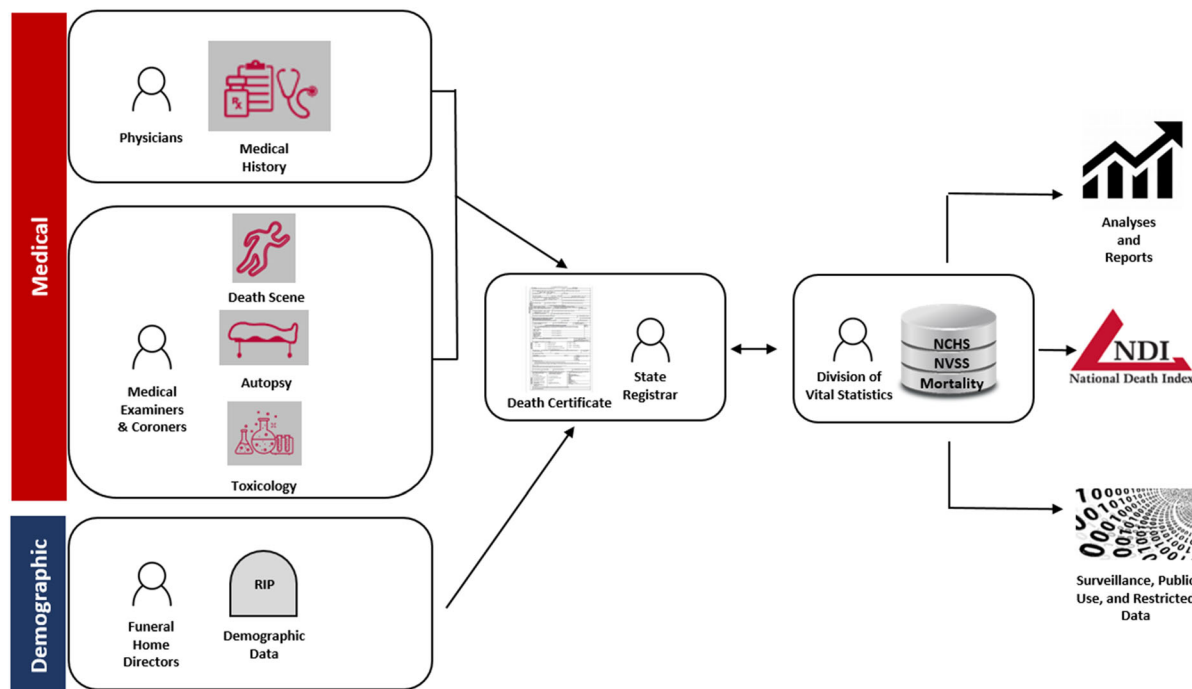 Medical
Physicians
Rx
Medical
History
Death Scene
Medical
Examiners
& Coroners
Autopsy
Toxicology
Demographic
Funeral
Home
Directors
RIP
Demographic
Data
Death Certificate
State
Registrar
Division of
Vital Statistics
NCHS
NVSS
Mortality
Analyses
and
Reports
NDI
National Death Index
Surveillance, Public
Use, and Restricted
Data